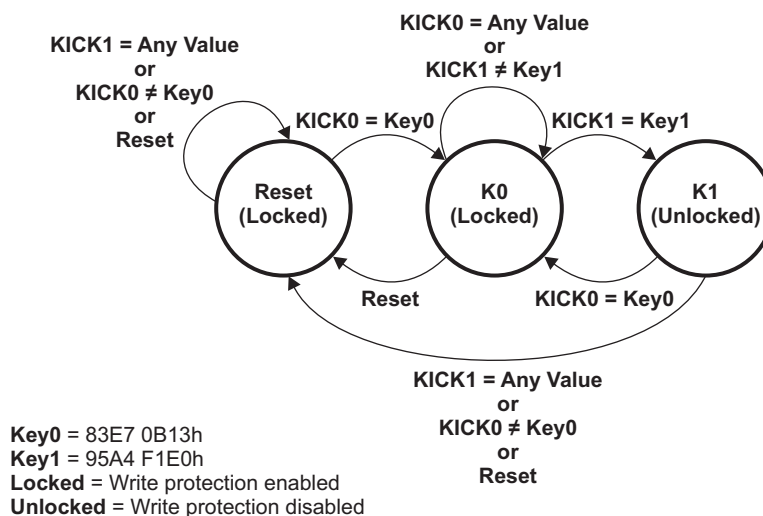 KICK1 = Any Value
or
KICK0 ≠ Key0
or
Reset
KICK0 = Any Value
or
KICK1 ≠ Key1
KICK0 = Key0
KICK1 = Key1
Reset
(Locked)
K0
(Locked)
K1
(Unlocked)
Reset
KICK0 = Key0
KICK1 = Any Value
or
KICK0 ≠ Key0
or
Reset
Key0 = 83E7 0B13h
Key1 = 95A4 F1E0h
Locked = Write protection enabled
Unlocked = Write protection disabled